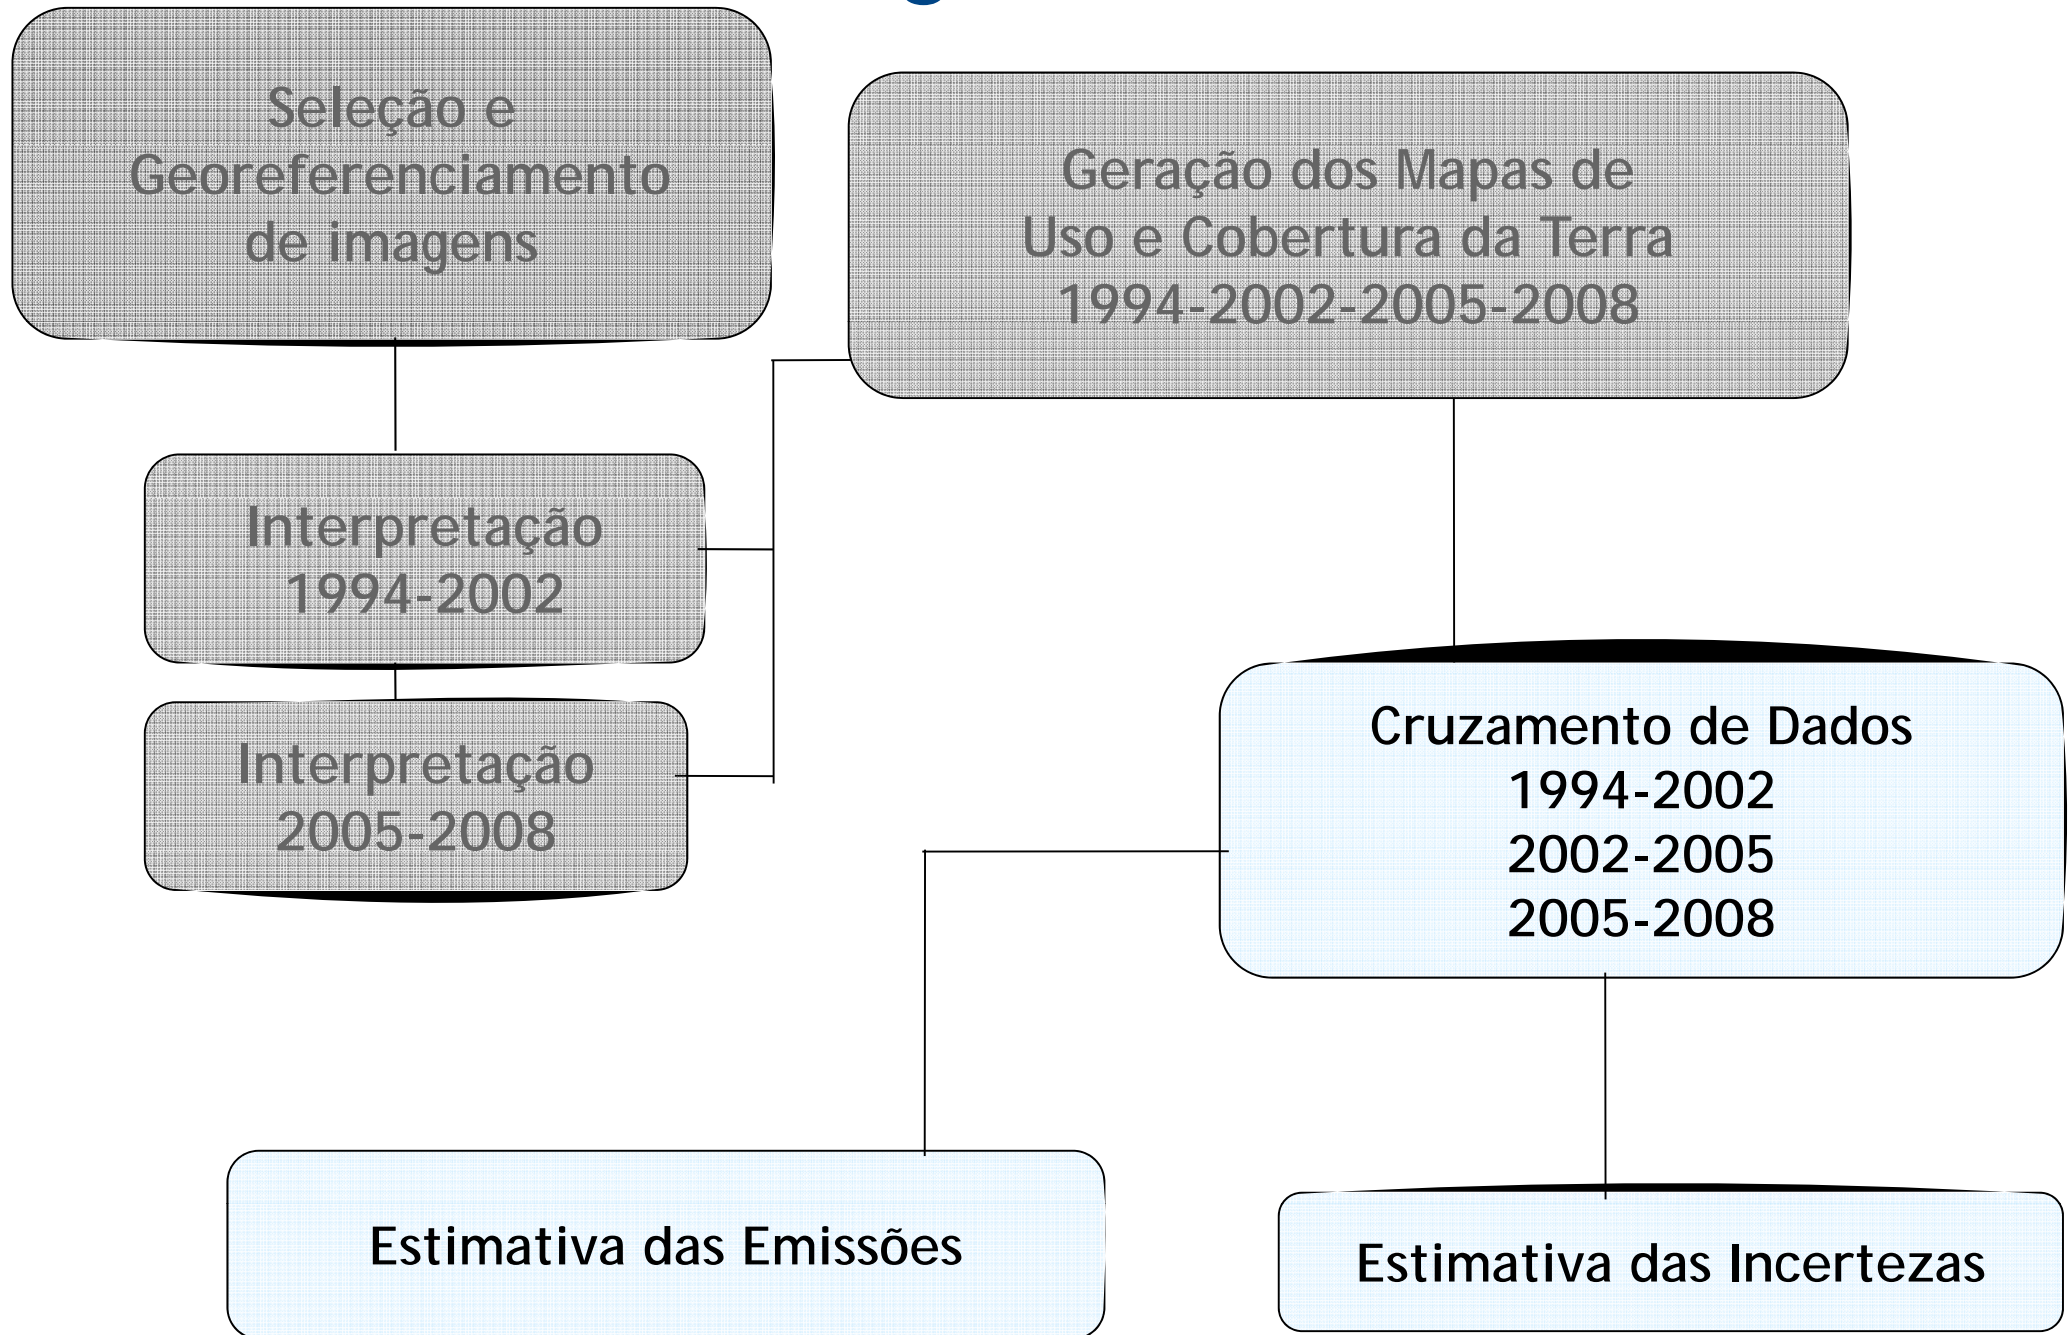 Seleção e
Georeferenciamento
de imagens
Geração dos Mapas de
Uso e Cobertura da Terra
1994-2002-2005-2008
Interpretação
1994-2002
Interpretação
2005-2008
Cruzamento de Dados
1994-2002
2002-2005
2005-2008
Estimativa das Emissões
Estimativa das Incertezas